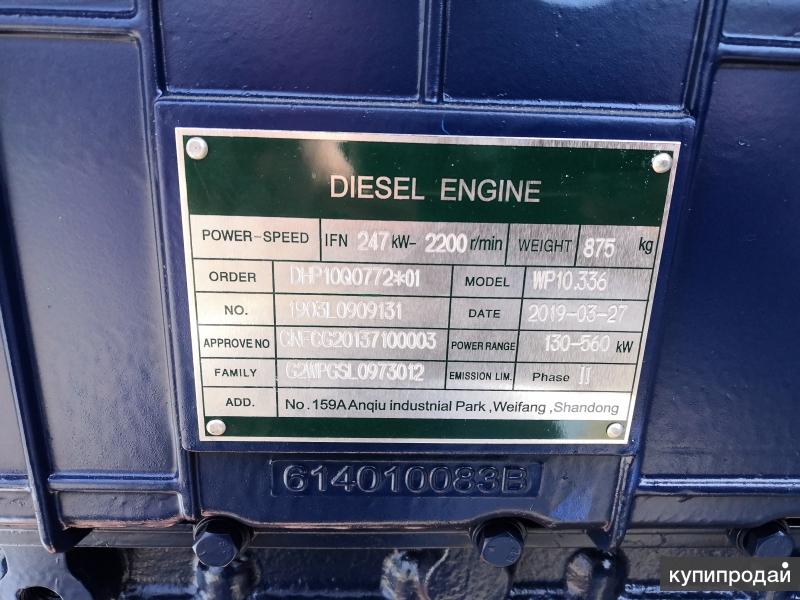 DIESEL ENGINE
POWER-SPEED IFN 247 kW- 2200 r/min WEIGHT 875 kg
ORDER DHP10Q0772*01 MODEL WP10.336
NO. 1903L0909131 DATE 2019-03-27
APPROVE NO CNFCG20137100003 POWER RANGE 130-560 kW
FAMILY G2WPGSL0973012 EMISSION LIM. Phase II
ADD. No.159A Anqiu industnial Park ,Weifang ,Shandong
614010083B
купипродай